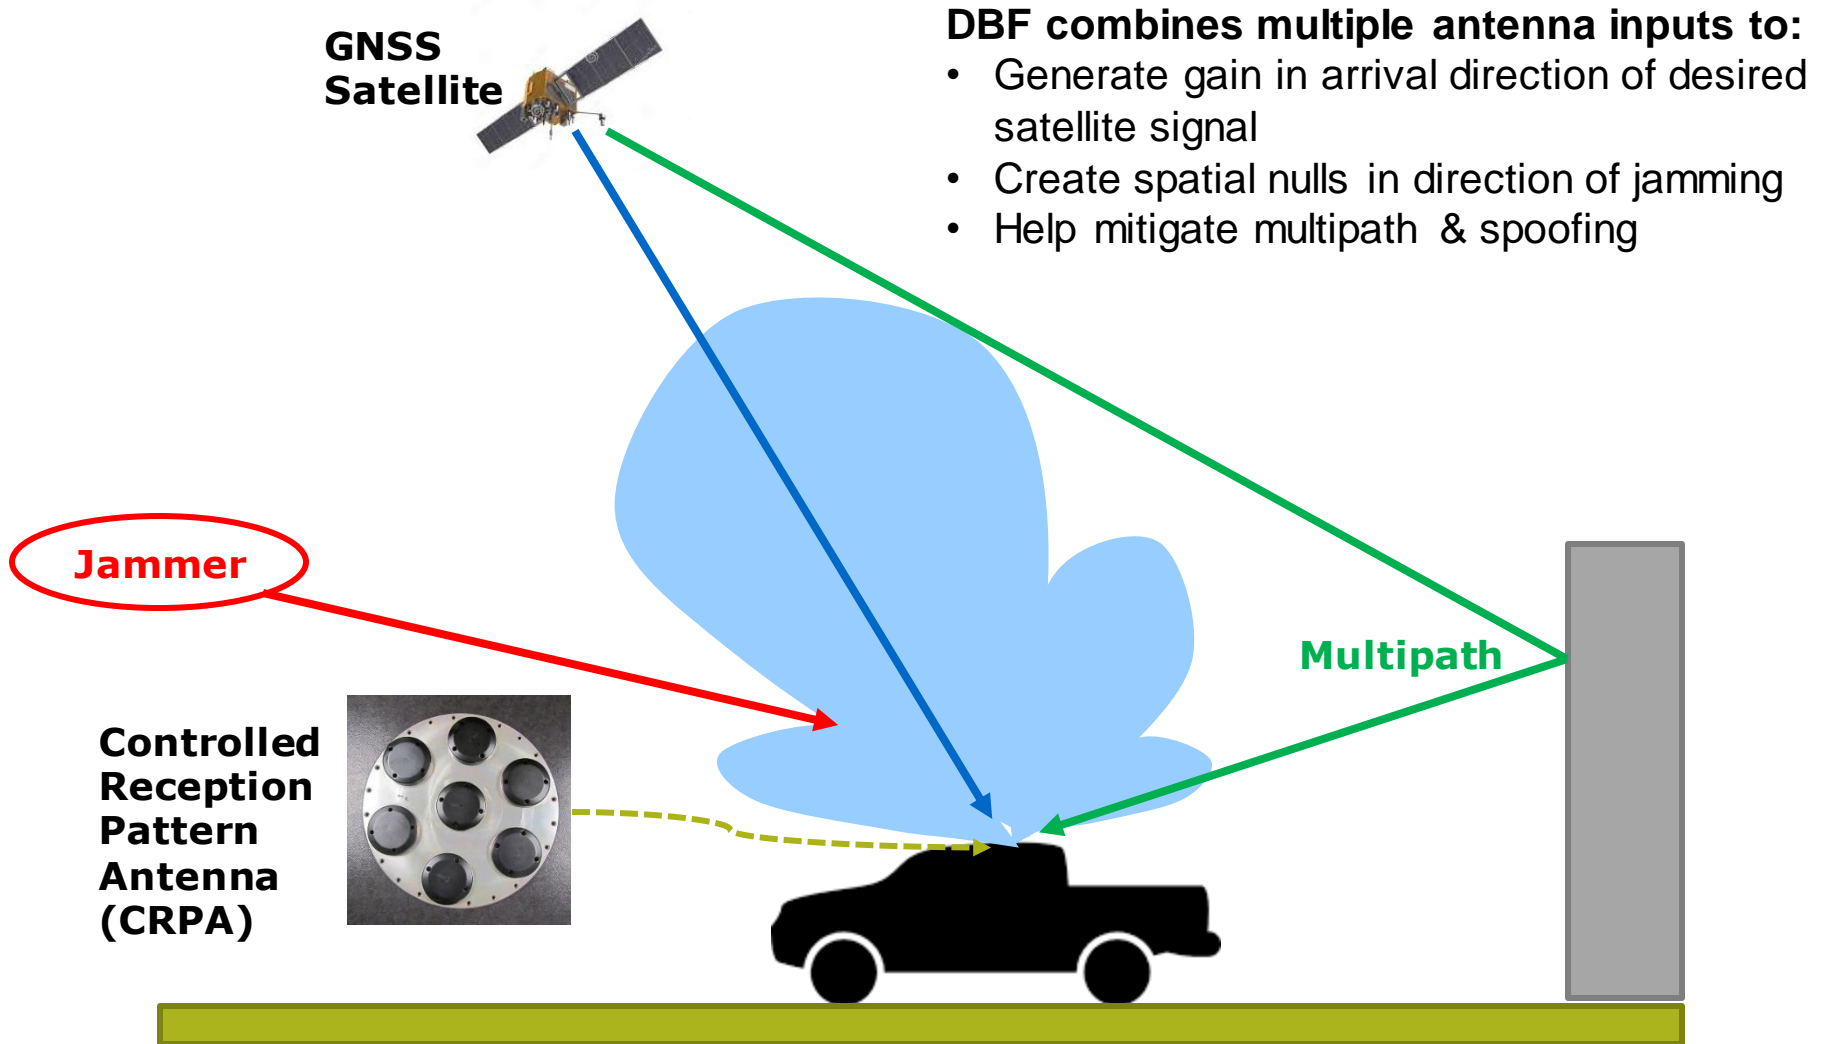 GNSS
Satellite
DBF combines multiple antenna inputs to:
• Generate gain in arrival direction of desired
satellite signal
• Create spatial nulls in direction of jamming
• Help mitigate multipath & spoofing
Jammer
Multipath
Controlled
Reception
Pattern
Antenna
(CRPA)